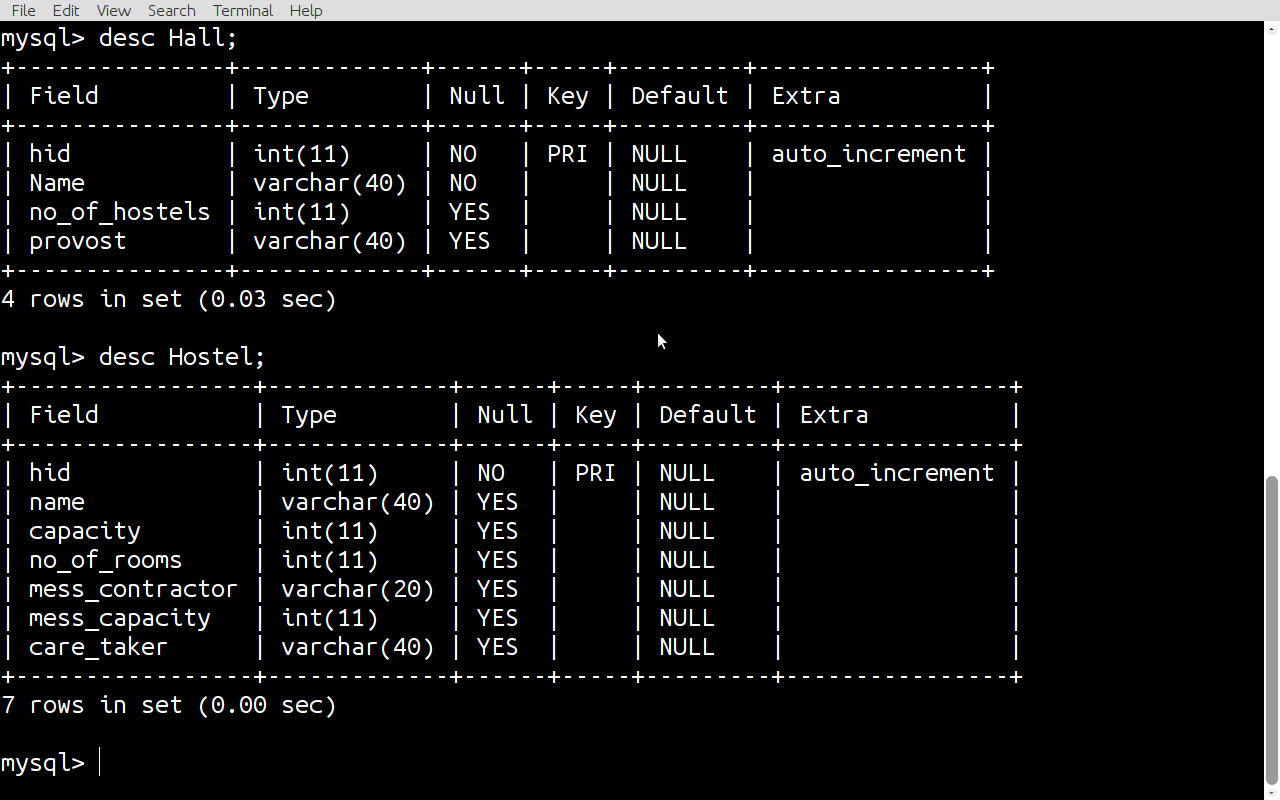 File Edit View Search Terminal Help
mysql> desc Hall;
+---------------+-------------+------+-----+---------+----------------+
| Field         | Type        | Null | Key | Default | Extra          |
+---------------+-------------+------+-----+---------+----------------+
| hid           | int(11)     | NO   | PRI | NULL    | auto_increment |
| Name          | varchar(40) | NO   |     | NULL    |                |
| no_of_hostels | int(11)     | YES  |     | NULL    |                |
| provost       | varchar(40) | YES  |     | NULL    |                |
+---------------+-------------+------+-----+---------+----------------+
4 rows in set (0.03 sec)

mysql> desc Hostel;
+-----------------+-------------+------+-----+---------+----------------+
| Field           | Type        | Null | Key | Default | Extra          |
+-----------------+-------------+------+-----+---------+----------------+
| hid             | int(11)     | NO   | PRI | NULL    | auto_increment |
| name            | varchar(40) | YES  |     | NULL    |                |
| capacity        | int(11)     | YES  |     | NULL    |                |
| no_of_rooms     | int(11)     | YES  |     | NULL    |                |
| mess_contractor | varchar(20) | YES  |     | NULL    |                |
| mess_capacity   | int(11)     | YES  |     | NULL    |                |
| care_taker      | varchar(40) | YES  |     | NULL    |                |
+-----------------+-------------+------+-----+---------+----------------+
7 rows in set (0.00 sec)

mysql>